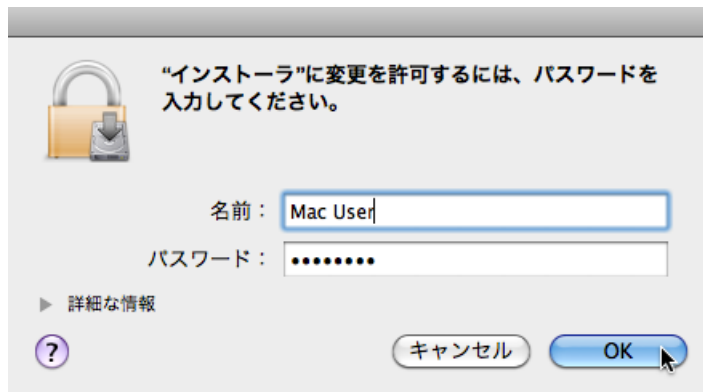 “インストーラ”に変更を許可するには、パスワードを
入力してください。
名前： Mac User
パスワード： ••••••••
詳細な情報
?
キャンセル OK